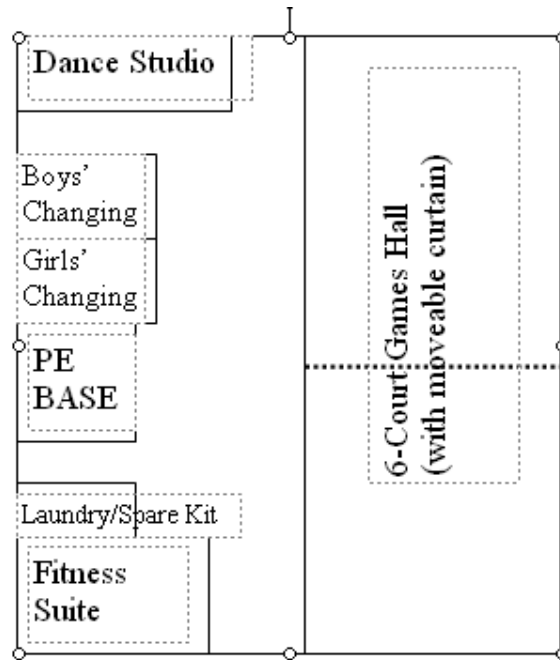 Dance Studio
Boys'
Changing
Girls'
Changing
PE
BASE
Laundry/Spare Kit
Fitness
Suite
6-Court Games Hall
(with moveable curtain)